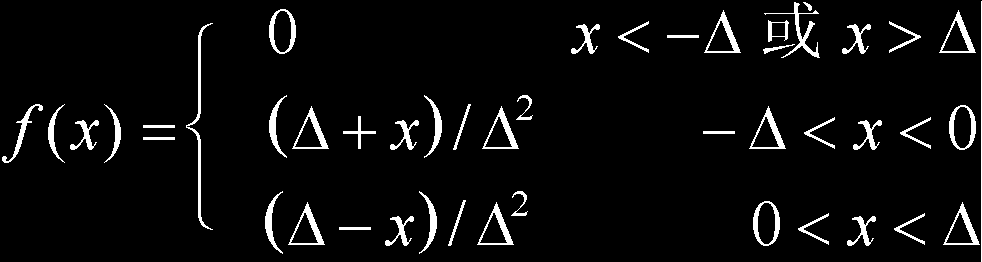 0 x < −Δ 或 x > Δ
f(x) = { (Δ + x) / Δ² −Δ < x < 0
(Δ − x) / Δ² 0 < x < Δ